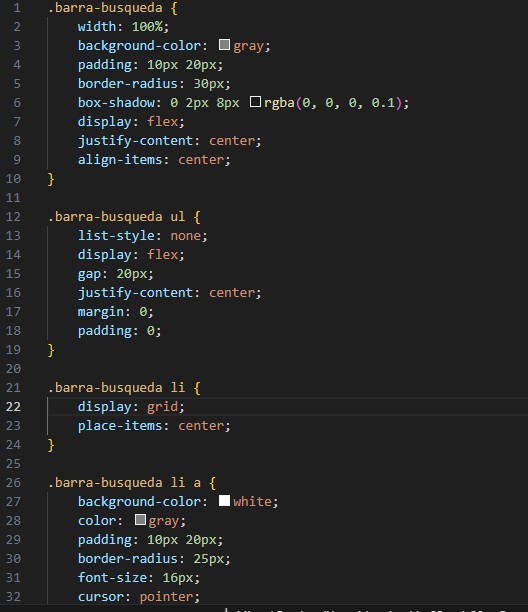 1 .barra-busqueda {
2 width: 100%;
3 background-color: gray;
4 padding: 10px 20px;
5 border-radius: 30px;
6 box-shadow: 0 2px 8px rgba(0, 0, 0, 0.1);
7 display: flex;
8 justify-content: center;
9 align-items: center;
10 }
11
12 .barra-busqueda ul {
13 list-style: none;
14 display: flex;
15 gap: 20px;
16 justify-content: center;
17 margin: 0;
18 padding: 0;
19 }
20
21 .barra-busqueda li {
22 display: grid;
23 place-items: center;
24 }
25
26 .barra-busqueda li a {
27 background-color: white;
28 color: gray;
29 padding: 10px 20px;
30 border-radius: 25px;
31 font-size: 16px;
32 cursor: pointer;